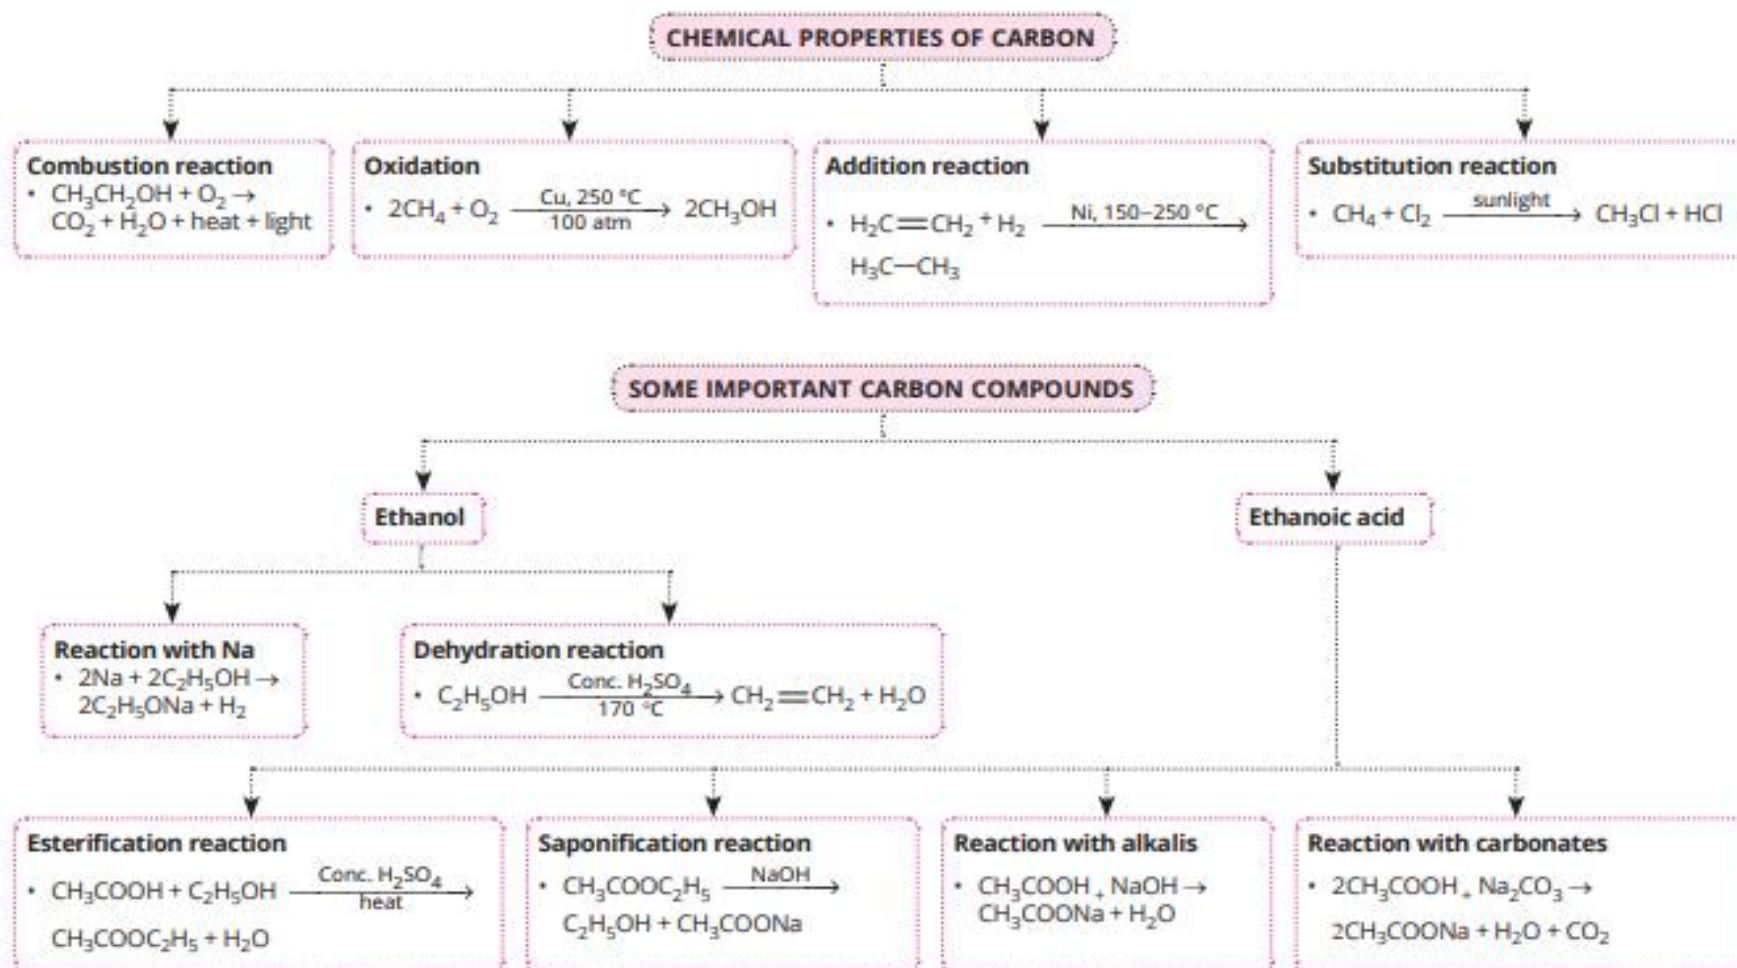 CHEMICAL PROPERTIES OF CARBON
Combustion reaction
• CH₃CH₂OH + O₂ →
CO₂ + H₂O + heat + light
Oxidation
• 2CH₄ + O₂ Cu, 250 °C 100 atm → 2CH₃OH
Addition reaction
• H₂C=CH₂ + H₂ Ni, 150–250 °C →
H₃C—CH₃
Substitution reaction
• CH₄ + Cl₂ sunlight → CH₃Cl + HCl
SOME IMPORTANT CARBON COMPOUNDS
Ethanol
Ethanoic acid
Reaction with Na
• 2Na + 2C₂H₅OH →
2C₂H₅ONa + H₂
Dehydration reaction
• C₂H₅OH Conc. H₂SO₄ 170 °C → CH₂=CH₂ + H₂O
Esterification reaction
• CH₃COOH + C₂H₅OH Conc. H₂SO₄ heat →
CH₃COOC₂H₅ + H₂O
Saponification reaction
• CH₃COOC₂H₅ NaOH →
C₂H₅OH + CH₃COONa
Reaction with alkalis
• CH₃COOH + NaOH →
CH₃COONa + H₂O
Reaction with carbonates
• 2CH₃COOH + Na₂CO₃ →
2CH₃COONa + H₂O + CO₂